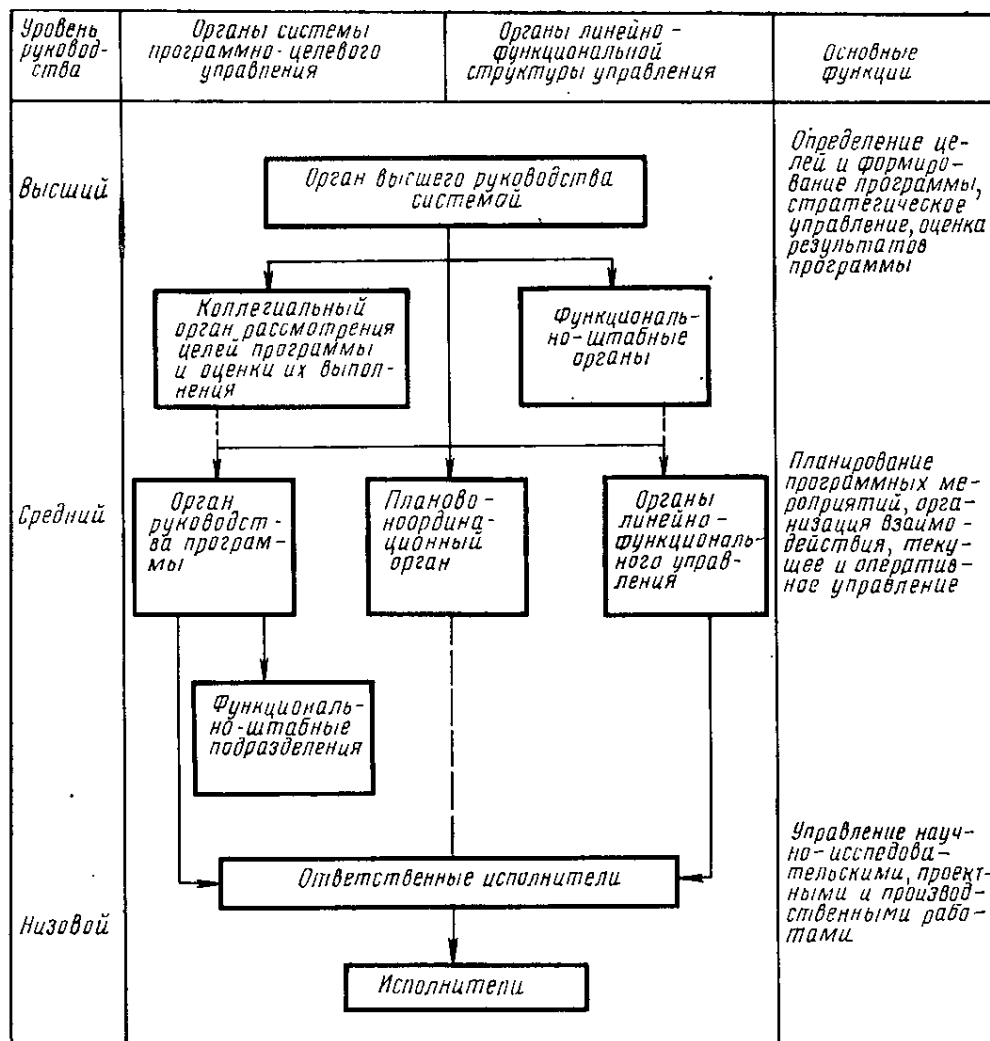 Уровень
руковод-
ства
Органы системы
программно-целевого
управления
Органы линейно-
функциональной
структуры управления
Основные
функции
Высший
Орган высшего руководства
системой
Определение це-
лей и формиро-
вание программы,
стратегическое
управление, оценка
результатов
программы
Коллегиальный
орган рассмотрения
целей программы
и оценки их выпол-
нения
Функциональ-
но-штабные
органы
Средний
Орган
руководст-
ва програм-
мы
Планово-
координа-
ционный
орган
Органы
линейно-
функциональ-
ного управ-
ления
Планирование
программных ме-
роприятий, орга-
низация взаимо-
действия, теку-
щее и оператив-
ное управление
Функциональ-
но-штабные
подразделения
Низовой
Ответственные исполнители
Управление науч-
но-исследова-
тельскими, проект-
ными и производ-
ственными рабо-
тами
Исполнители